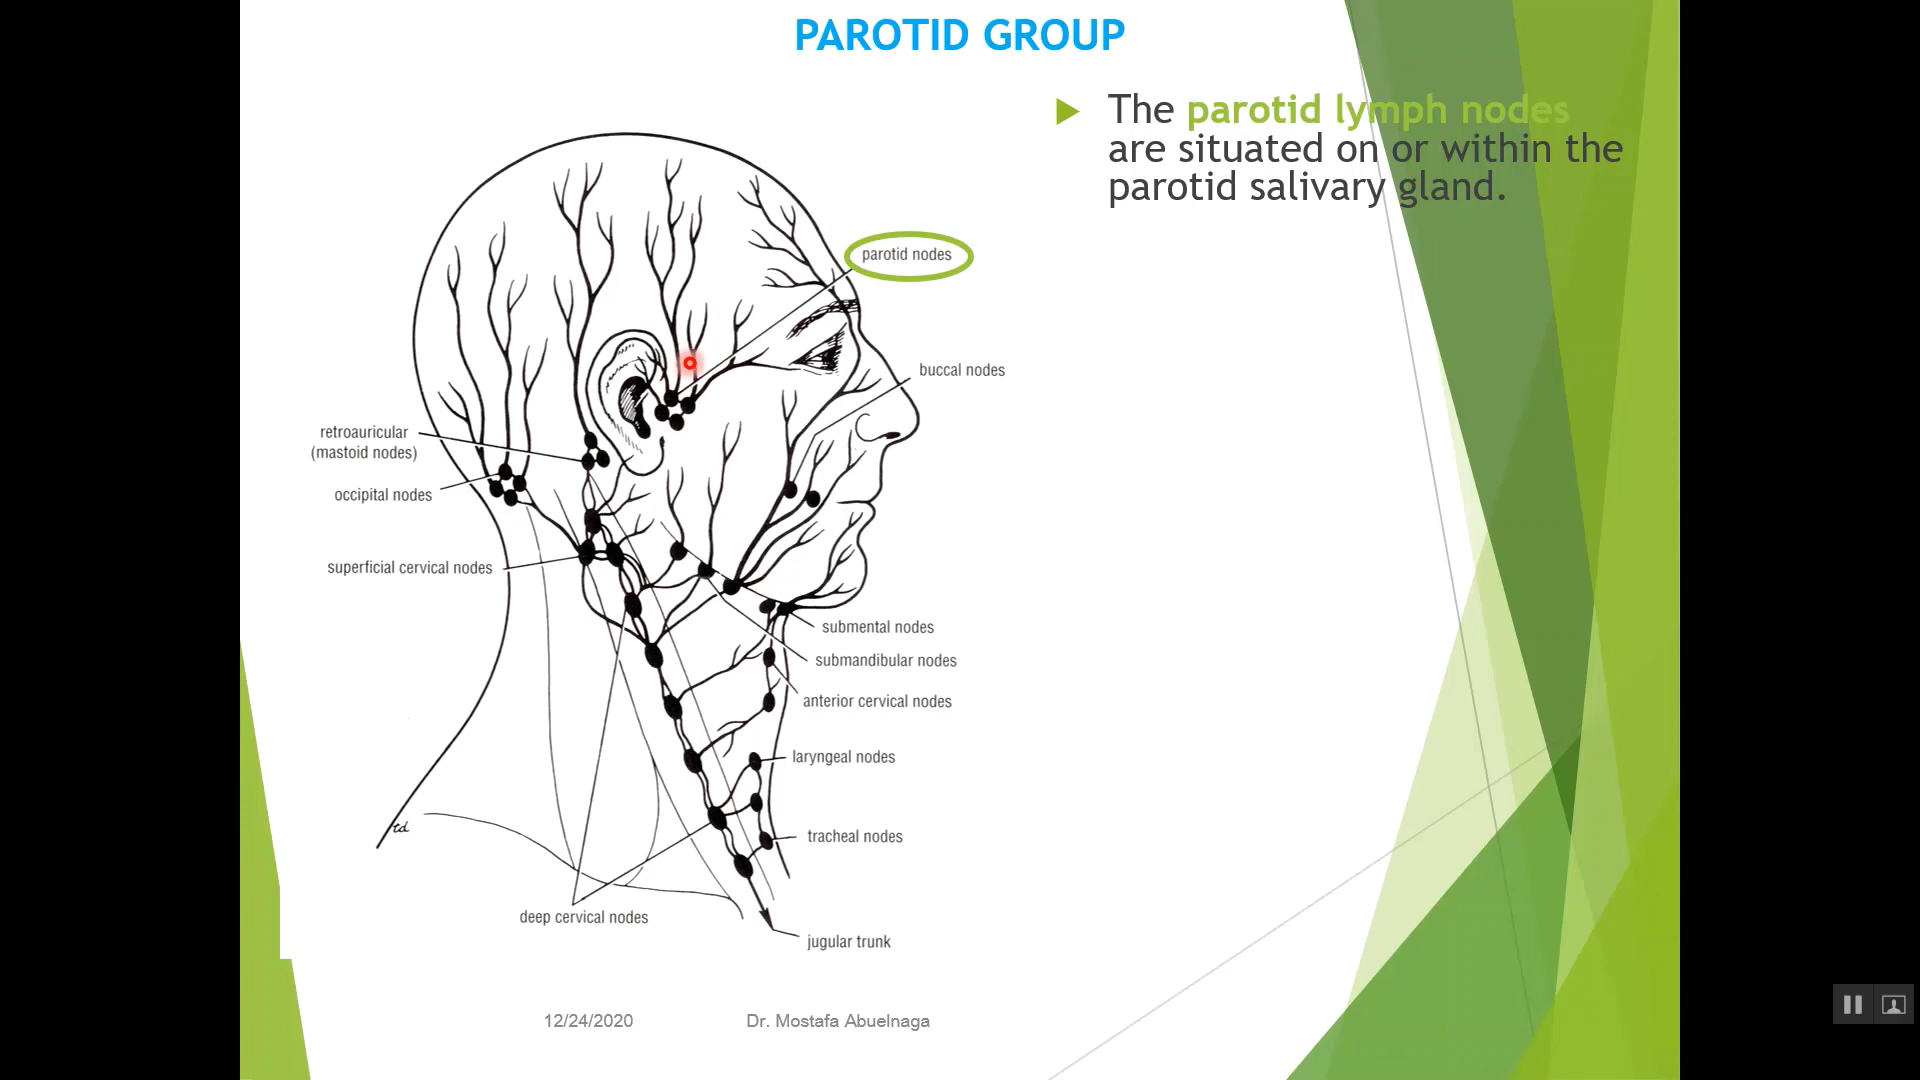 PAROTID GROUP
The parotid lymph nodes
are situated on or within the
parotid salivary gland.
parotid nodes
buccal nodes
retroauricular
(mastoid nodes)
occipital nodes
superficial cervical nodes
submental nodes
submandibular nodes
anterior cervical nodes
laryngeal nodes
tracheal nodes
td
deep cervical nodes
jugular trunk
12/24/2020
Dr. Mostafa Abuelnaga